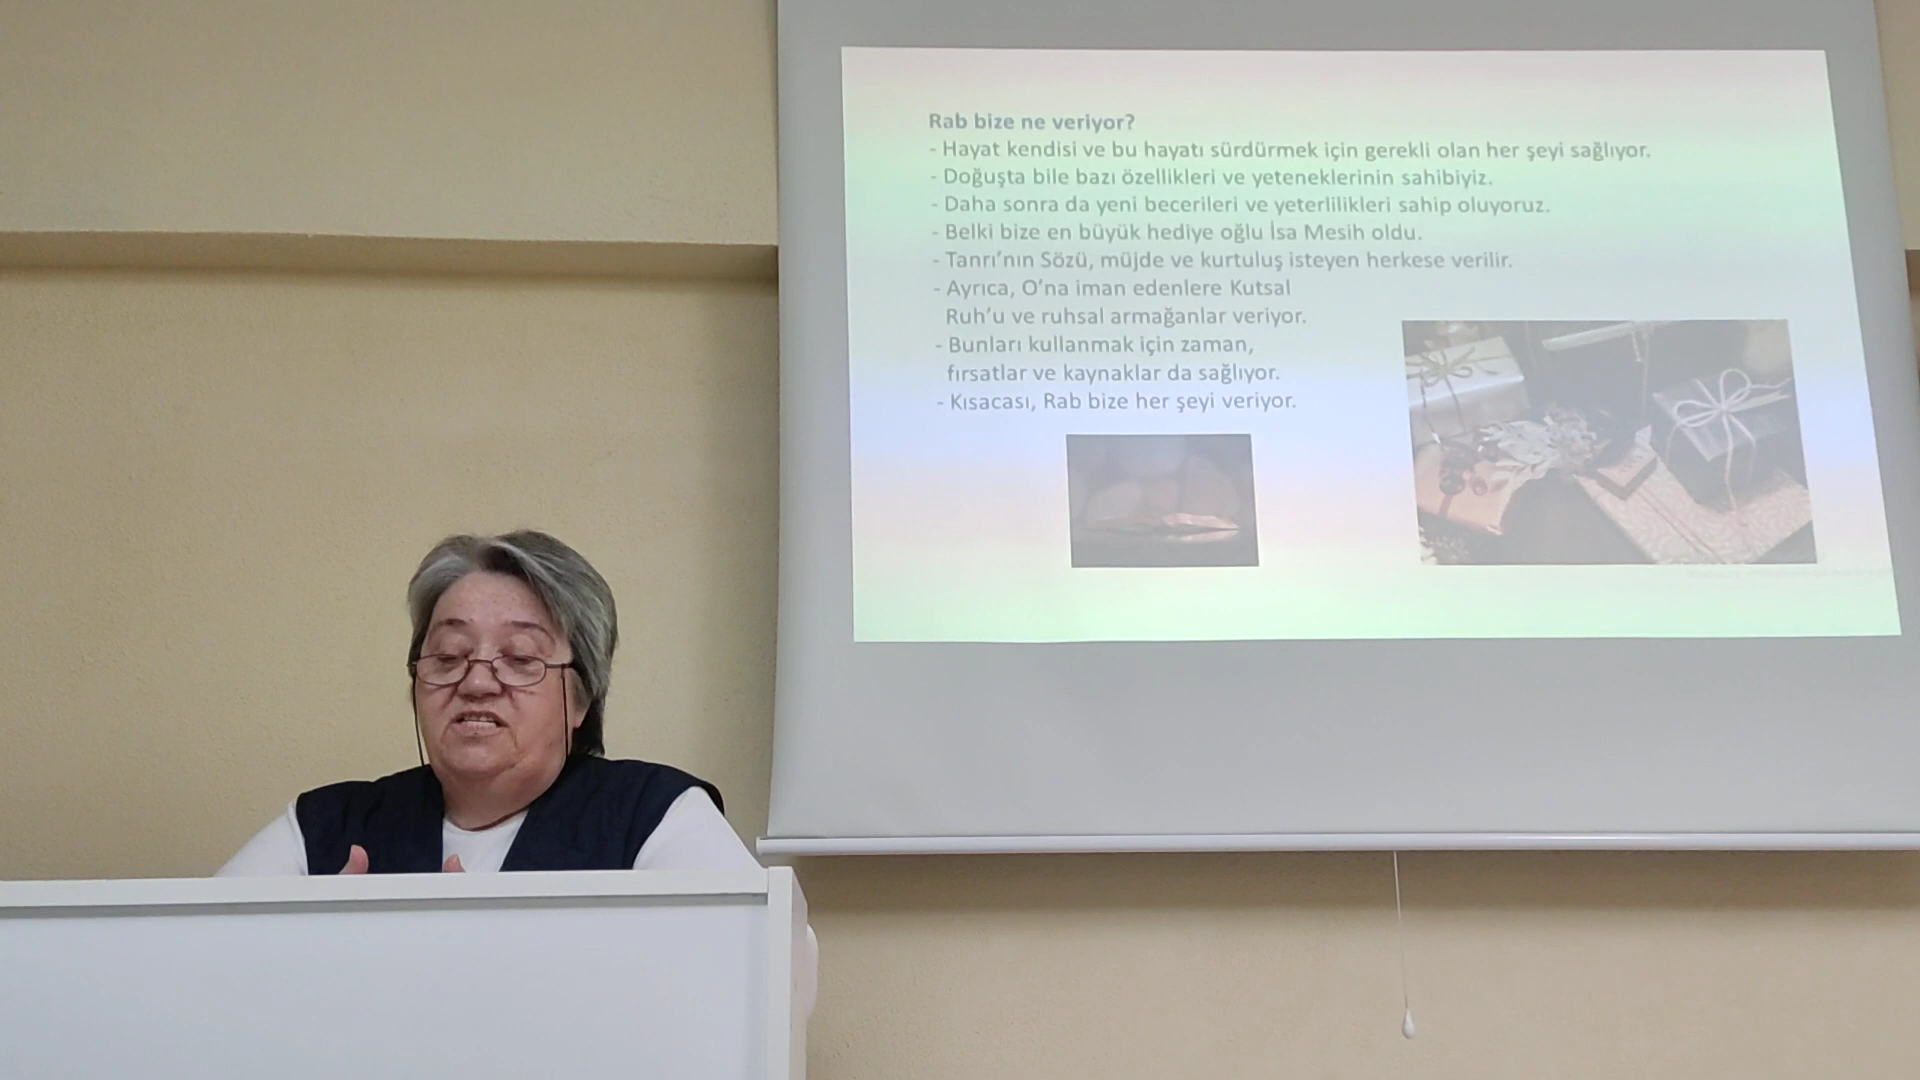 Rab bize ne veriyor?
- Hayat kendisi ve bu hayatı sürdürmek için gerekli olan her şeyi sağlıyor.
- Doğuşta bile bazı özellikleri ve yeteneklerinin sahibiyiz.
- Daha sonra da yeni becerileri ve yeterlilikleri sahip oluyoruz.
- Belki bize en büyük hediye oğlu İsa Mesih oldu.
- Tanrı’nın Sözü, müjde ve kurtuluş isteyen herkese verilir.
- Ayrıca, O’na iman edenlere Kutsal
Ruh’u ve ruhsal armağanlar veriyor.
- Bunları kullanmak için zaman,
fırsatlar ve kaynaklar da sağlıyor.
- Kısacası, Rab bize her şeyi veriyor.